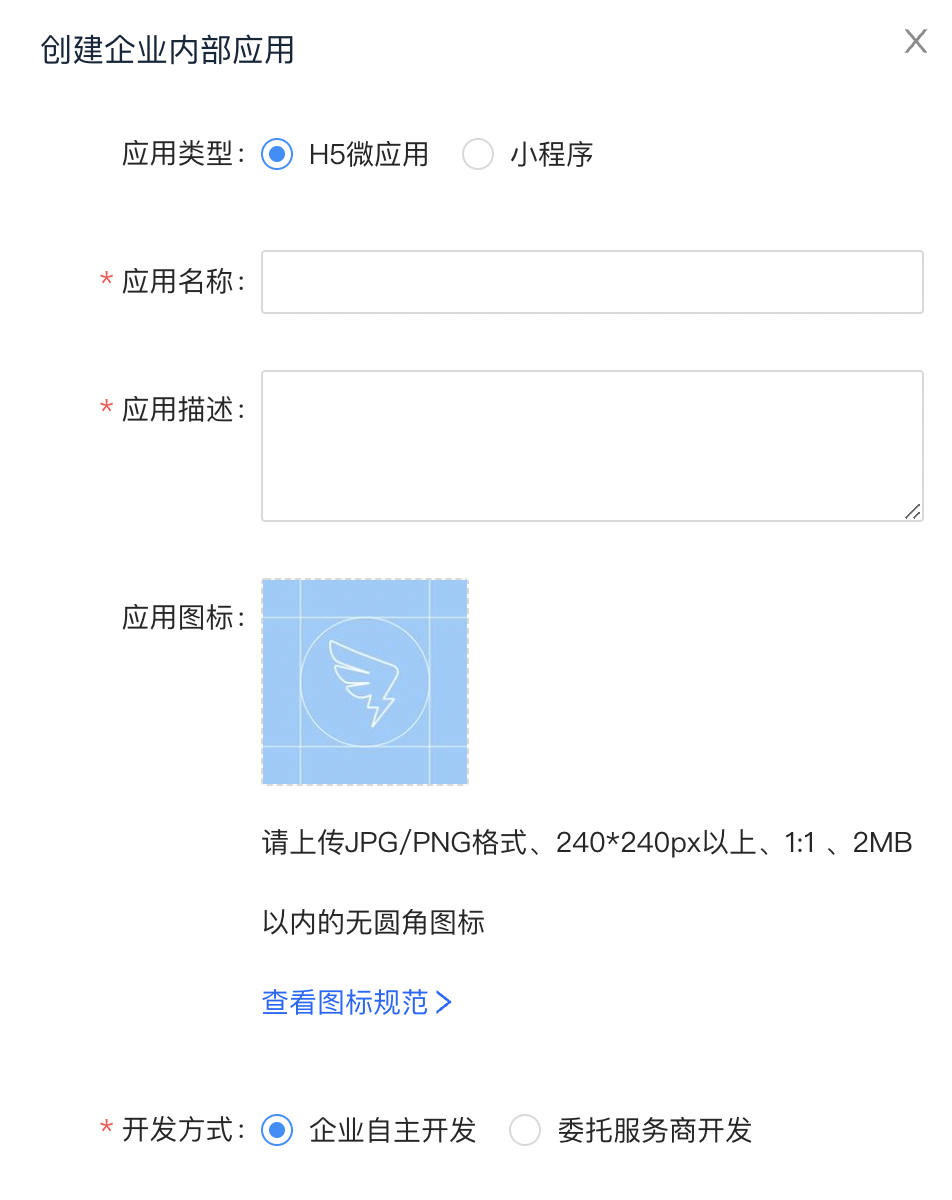 创建企业内部应用
应用类型： H5微应用 小程序
* 应用名称：
* 应用描述：
应用图标：
请上传JPG/PNG格式、240*240px以上、1:1 、2MB
以内的无圆角图标
查看图标规范
* 开发方式： 企业自主开发 委托服务商开发